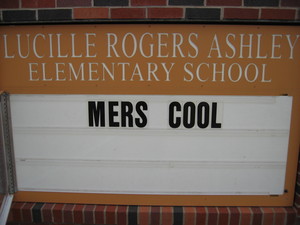 LUCILLE ROGERS ASHLEY
ELEMENTARY SCHOOL
MERS COOL